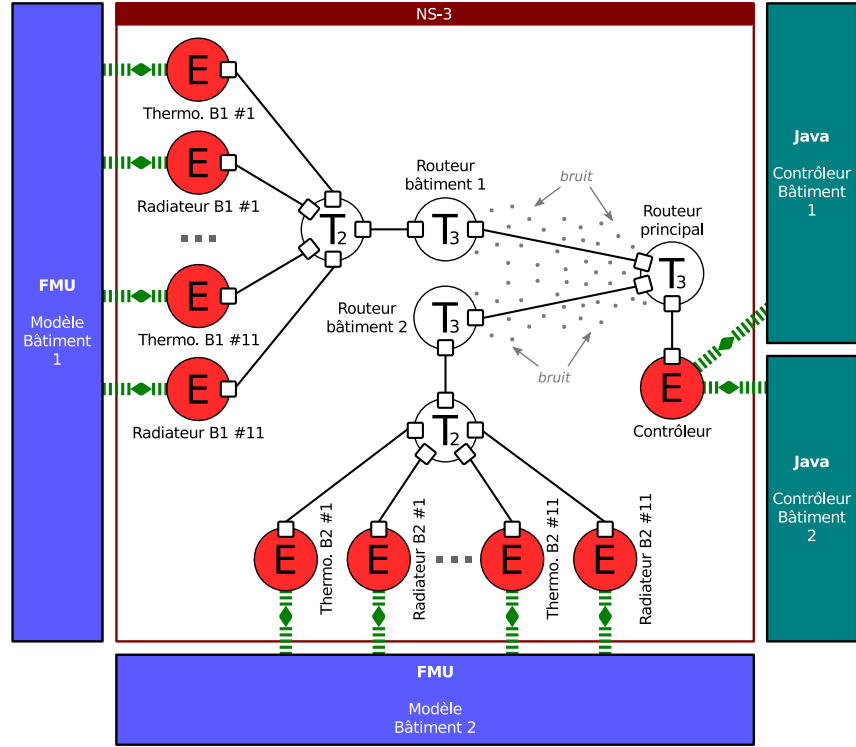 NS-3
E
Thermo. B1 #1
E
Radiateur B1 #1
E
Thermo. B1 #11
E
Radiateur B1 #11
FMU
Modèle
Bâtiment
1
T2
Routeur
bâtiment 1
T3
bruit
Routeur
principal
T3
Routeur
bâtiment 2
T3
bruit
E
Contrôleur
T2
E
Thermo. B2 #1
E
Radiateur B2 #1
E
Thermo. B2 #11
E
Radiateur B2 #11
Java
Contrôleur
Bâtiment
1
Java
Contrôleur
Bâtiment
2
FMU
Modèle
Bâtiment 2